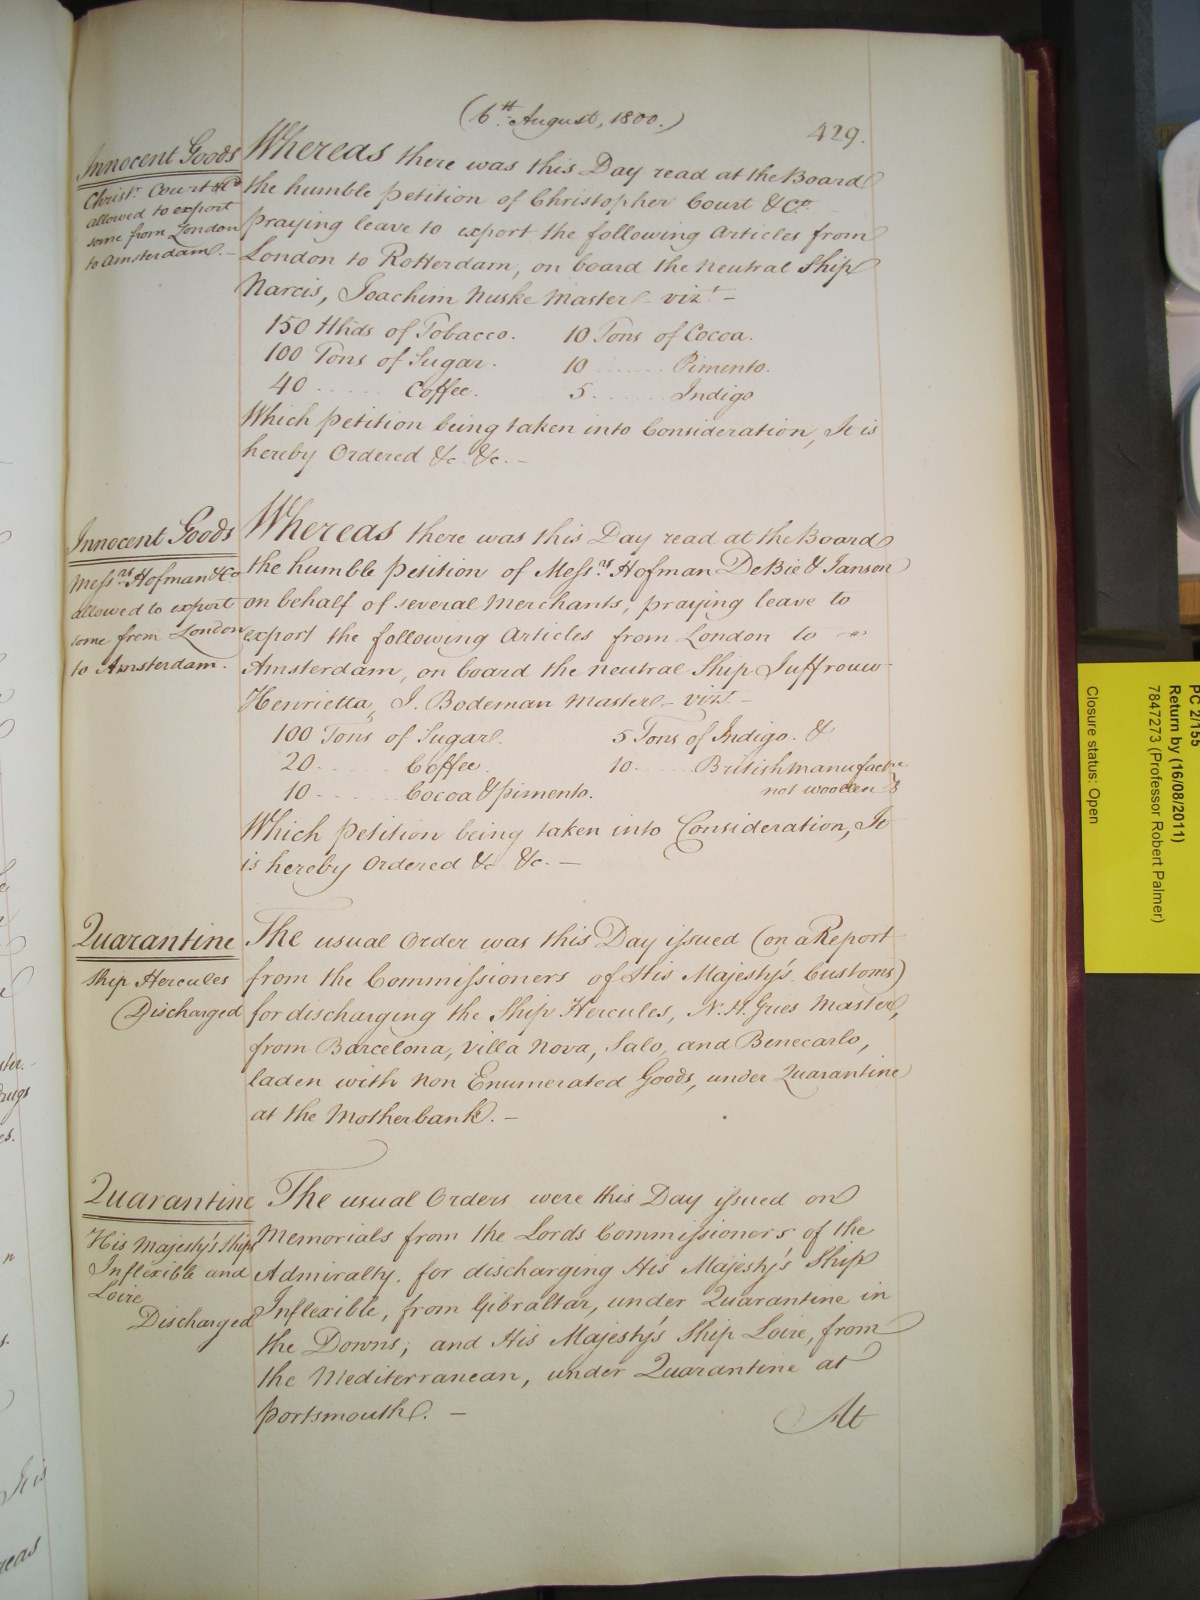 (6th August, 1800.)
429.
Innocent Goods
Christr Court & Co
allowed to export
some from London
to Amsterdam. –
Whereas there was this Day read at the Board
the humble Petition of Christopher Court & Co.
praying leave to export the following Articles from
London to Rotterdam, on board the Neutral Ship
Narcis, Joachim Nuske Master – vizt –
150 Hhds of Tobacco. 10 Tons of Cocoa.
100 Tons of Sugar. 10 ...... Pimento.
40 ...... Coffee. 5 ...... Indigo
Which Petition being taken into Consideration, It is
hereby Ordered &c. &c. –
Innocent Goods
Messrs Hofman & Co
allowed to export
some from London
to Amsterdam.
Whereas there was this Day read at the Board
the humble Petition of Messrs Hofman De Bie & Janson
on behalf of several Merchants, praying leave to
export the following Articles from London to
Amsterdam, on board the neutral Ship Juffrouw
Henrietta, J. Bodeman Master – vizt –
100 Tons of Sugar. 5 Tons of Indigo. &
20 ...... Coffee. 10 ...... British manufactures
10 ...... Cocoa & Pimento. not woollen
Which Petition being taken into Consideration, It
is hereby Ordered &c &c. –
Quarantine
Ship Hercules
Discharged
The usual Order was this Day issued (on a Report
from the Commissioners of His Majesty's Customs)
for discharging the Ship Hercules, N. H. Gries Master,
from Barcelona, Villa Nova, Salo, and Benecarlo,
laden with non Enumerated Goods, under Quarantine
at the Motherbank. –
Quarantine
His Majesty's Ships
Inflexible and
Loire
Discharged
The usual Orders were this Day issued on
Memorials from the Lords Commissioners of the
Admiralty. for discharging His Majesty's Ship
Inflexible, from Gibraltar, under Quarantine in
the Downs; and His Majesty's Ship Loire, from
the Mediterranean, under Quarantine at
Portsmouth. –
At
PC 2/155
Return by (16/08/2011)
7847273 (Professor Robert Palmer)
Closure status: Open